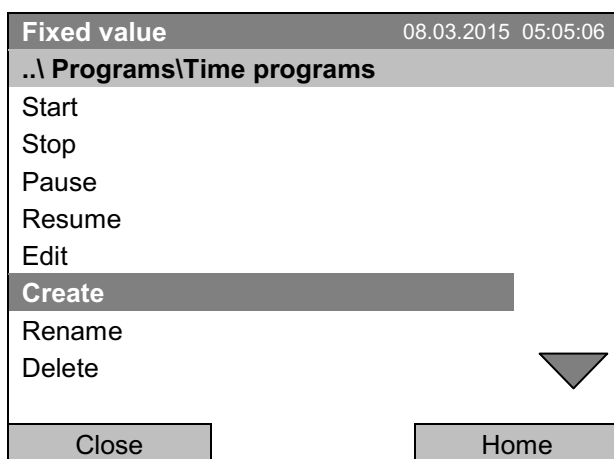 Fixed value 08.03.2015 05:05:06
..\ Programs\Time programs
Start
Stop
Pause
Resume
Edit
Create
Rename
Delete
Close Home